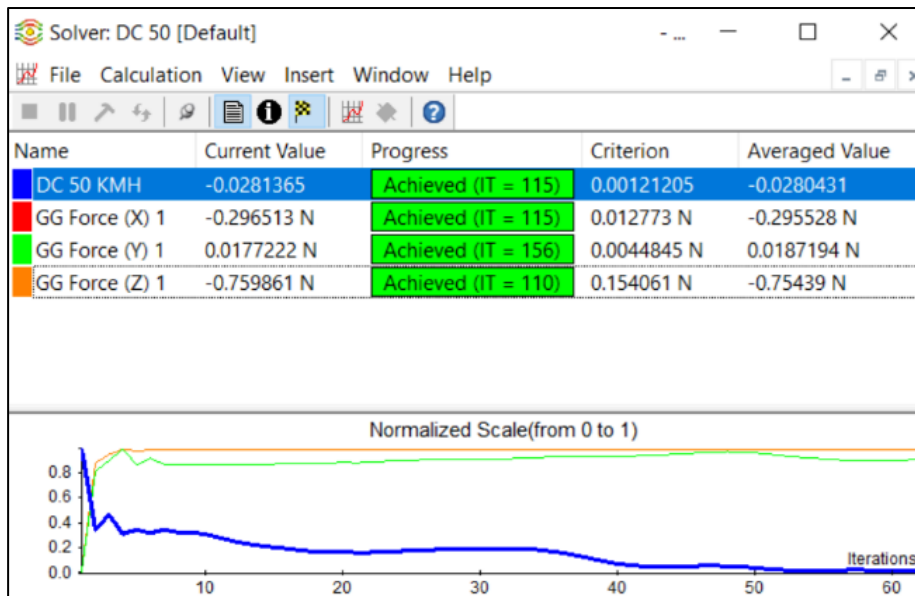 Solver: DC 50 [Default]
File Calculation View Insert Window Help
Name Current Value Progress Criterion Averaged Value
DC 50 KMH -0.0281365 Achieved (IT = 115) 0.00121205 -0.0280431
GG Force (X) 1 -0.296513 N Achieved (IT = 115) 0.012773 N -0.295528 N
GG Force (Y) 1 0.0177222 N Achieved (IT = 156) 0.0044845 N 0.0187194 N
GG Force (Z) 1 -0.759861 N Achieved (IT = 110) 0.154061 N -0.75439 N
Normalized Scale(from 0 to 1)
0.8
0.6
0.4
0.2
0.0
Iterations
10 20 30 40 50 60